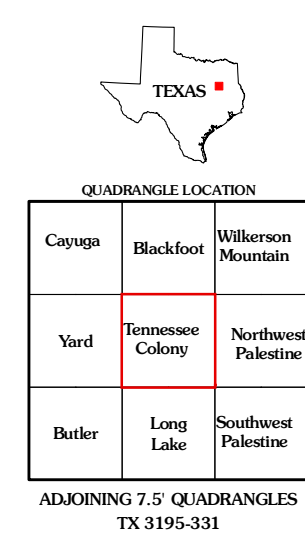 TEXAS
QUADRANGLE LOCATION
Cayuga
Blackfoot
Wilkerson
Mountain
Yard
Tennessee
Colony
Northwest
Palestine
Butler
Long
Lake
Southwest
Palestine
ADJOINING 7.5' QUADRANGLES
TX 3195-331